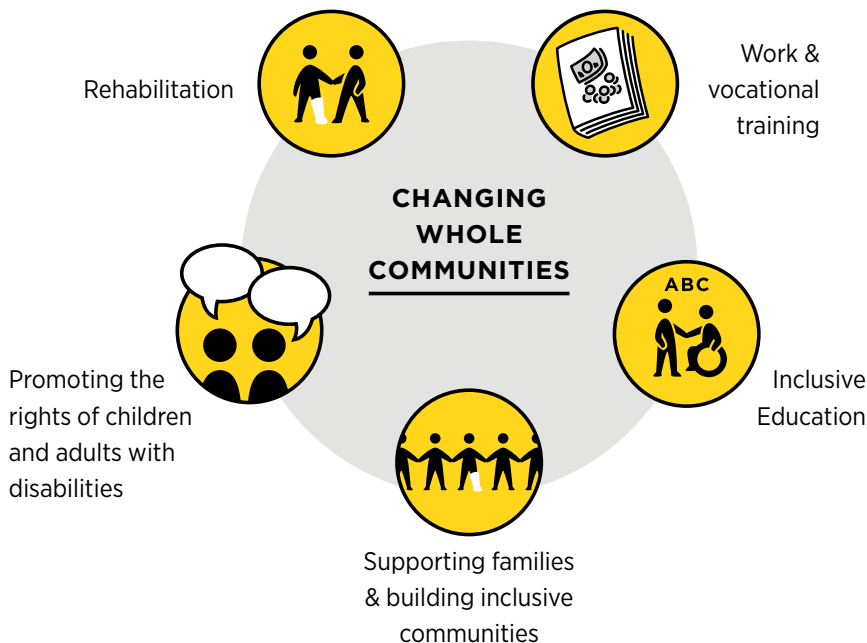 Rehabilitation
Work &
vocational
training
CHANGING
WHOLE
COMMUNITIES
ABC
Inclusive
Education
Promoting the
rights of children
and adults with
disabilities
Supporting families
& building inclusive
communities